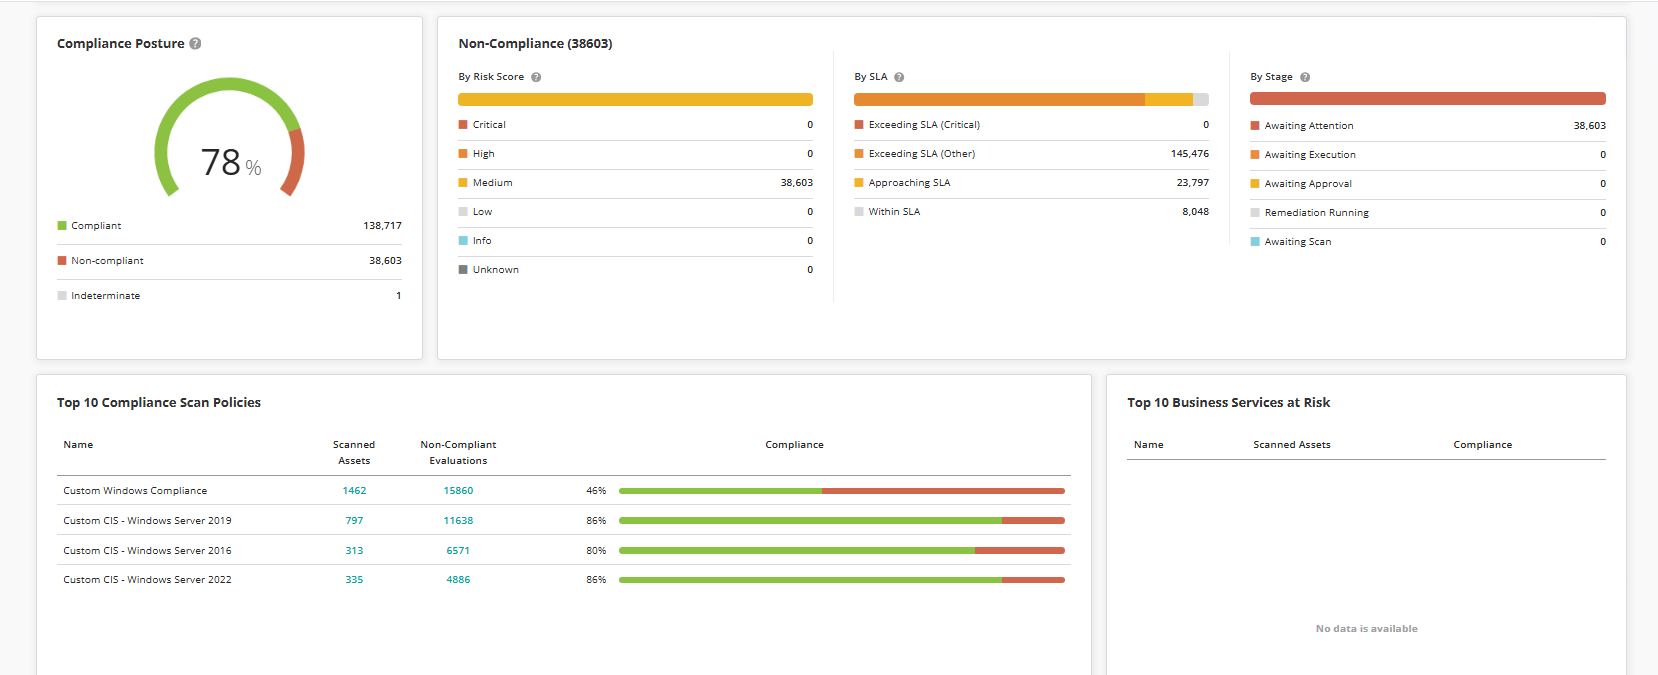 Compliance Posture ?
78 %
Compliant 138,717
Non-compliant 38,603
Indeterminate 1
Non-Compliance (38603)
By Risk Score ?
Critical 0
High 0
Medium 38,603
Low 0
Info 0
Unknown 0
By SLA ?
Exceeding SLA (Critical) 0
Exceeding SLA (Other) 145,476
Approaching SLA 23,797
Within SLA 8,048
By Stage ?
Awaiting Attention 38,603
Awaiting Execution 0
Awaiting Approval 0
Remediation Running 0
Awaiting Scan 0
Top 10 Compliance Scan Policies
Name Scanned Assets Non-Compliant Evaluations Compliance
Custom Windows Compliance 1462 15860 46%
Custom CIS - Windows Server 2019 797 11638 86%
Custom CIS - Windows Server 2016 313 6571 80%
Custom CIS - Windows Server 2022 335 4886 86%
Top 10 Business Services at Risk
Name Scanned Assets Compliance
No data is available